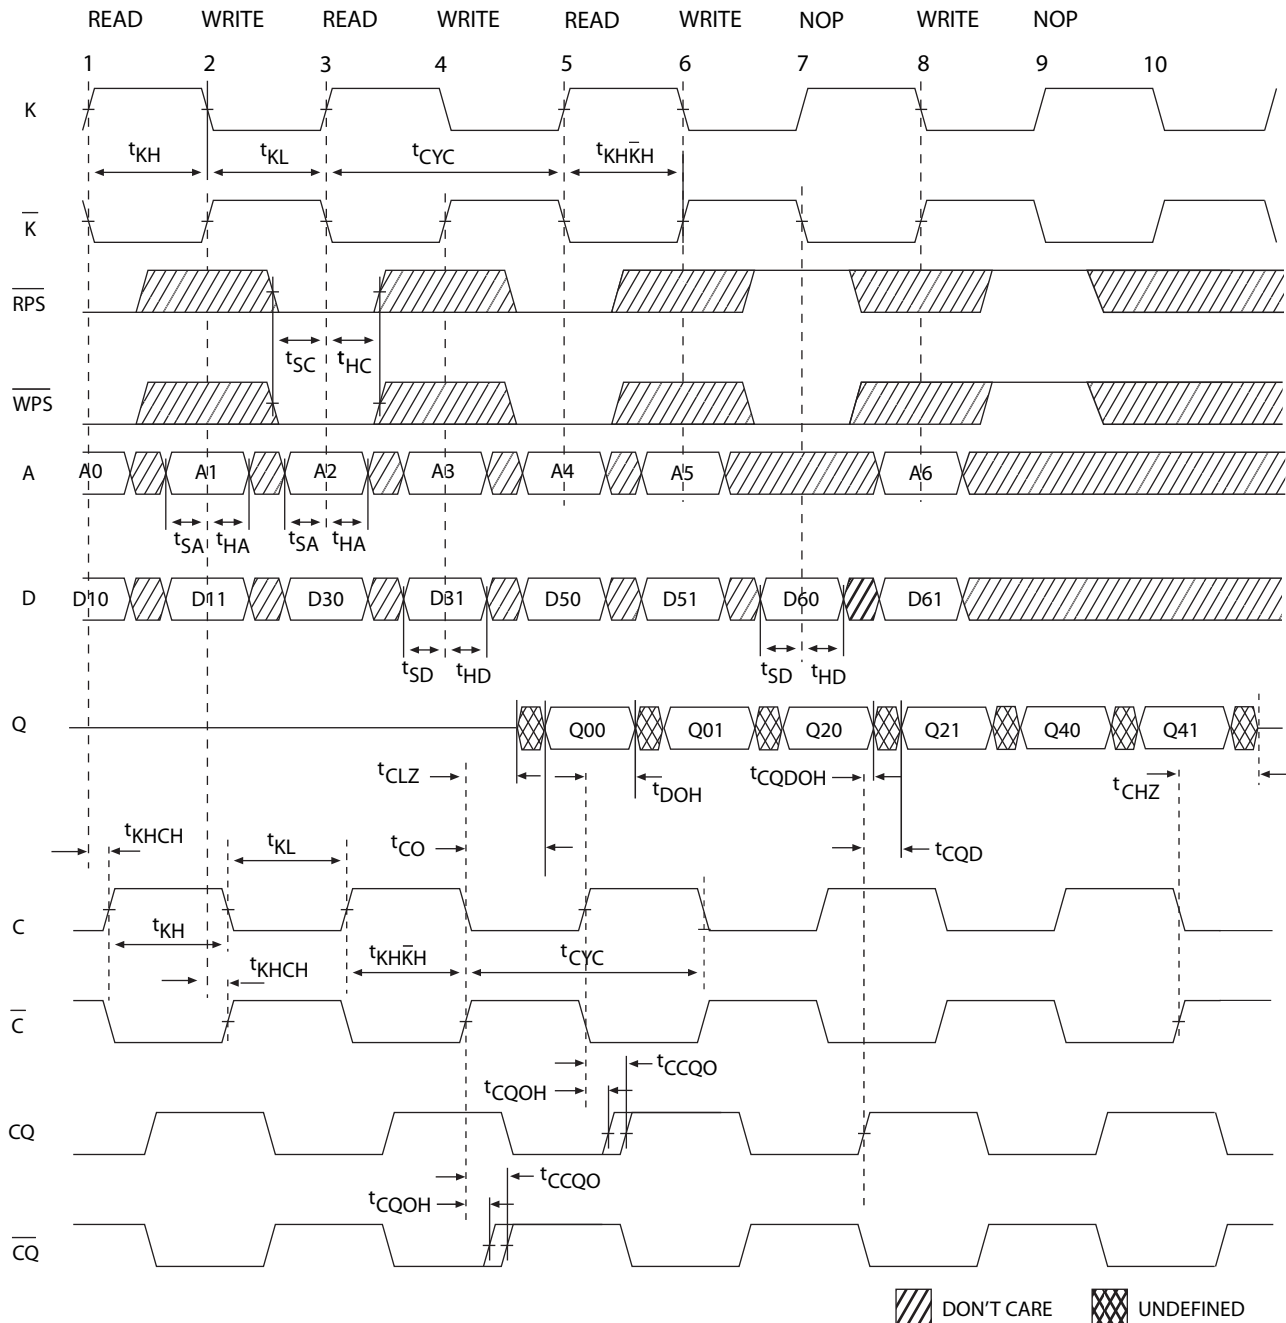 READ WRITE READ WRITE READ WRITE NOP WRITE NOP
1 2 3 4 5 6 7 8 9 10
K
tKH tKL tCYC tKHK̅H
K̅
R̅P̅S̅
tSC tHC
W̅P̅S̅
A A0 A1 A2 A3 A4 A5 A6
tSA tHA tSA tHA
D D10 D11 D30 D31 D50 D51 D60 D61
tSD tHD tSD tHD
Q Q00 Q01 Q20 Q21 Q40 Q41
tCLZ tDOH tCQDOH tCHZ
tKHCH tKL tCO tCQD
C
tKH tKHK̅H tCYC
tKHCH
C̅
tCCQO
tCQOH
CQ
tCCQO
tCQOH
C̅Q̅
DON'T CARE UNDEFINED